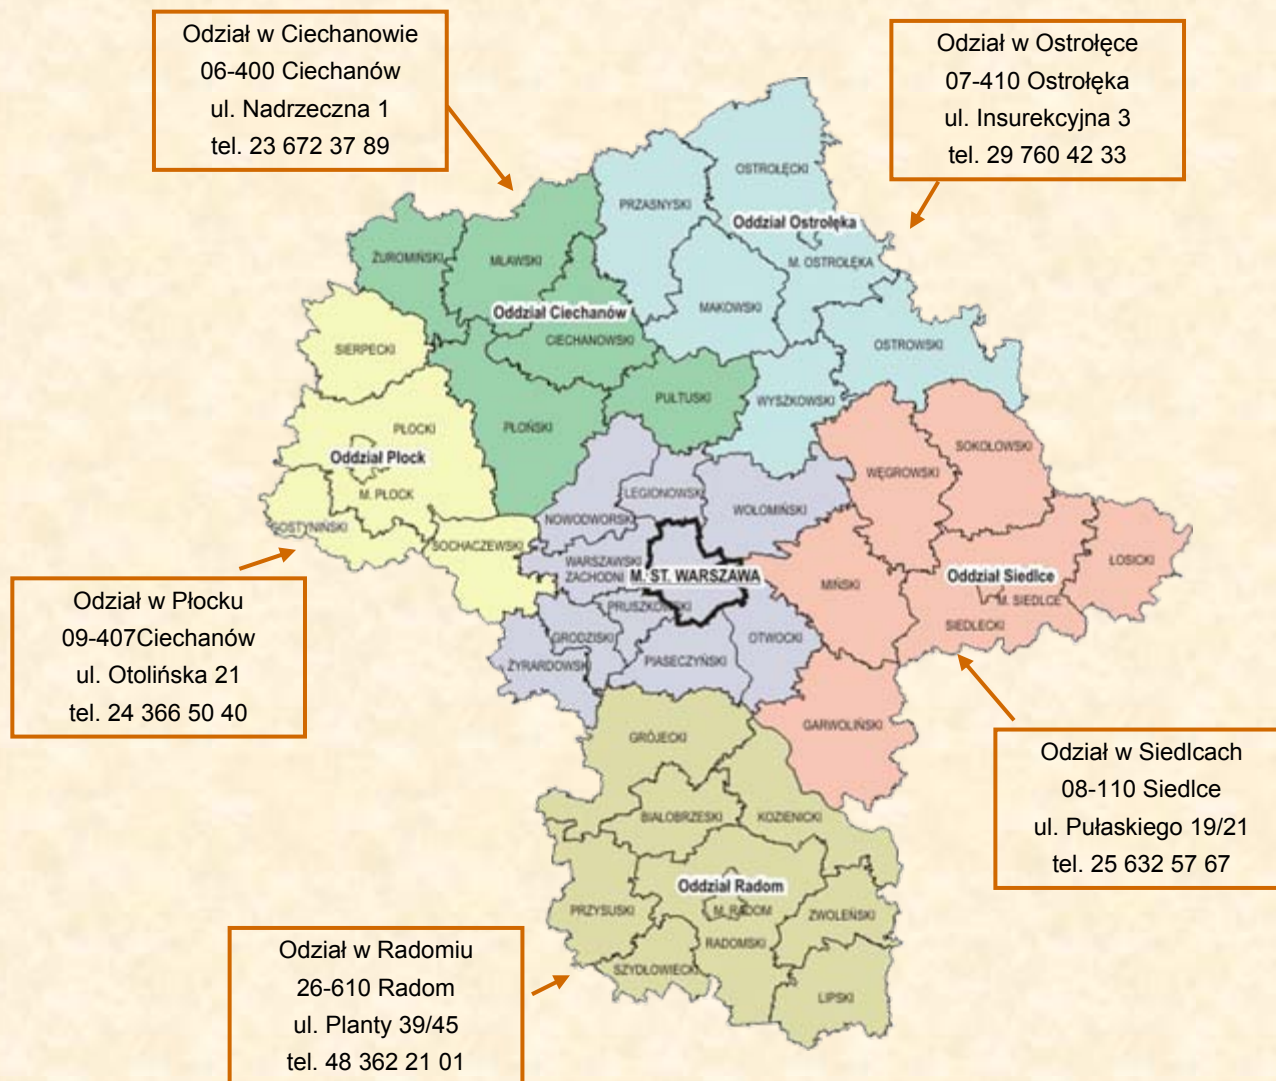 Odział w Ciechanowie
06-400 Ciechanów
ul. Nadrzeczna 1
tel. 23 672 37 89
Odział w Ostrołęce
07-410 Ostrołęka
ul. Insurekcyjna 3
tel. 29 760 42 33
OSTROŁĘCKI
PRZASNYSKI
Oddział Ostrołęka
ŻUROMIŃSKI
MŁAWSKI
M. OSTROŁĘKA
MAKOWSKI
Oddział Ciechanów
CIECHANOWSKI
OSTROWSKI
SIERPECKI
PUŁTUSKI
WYSZKOWSKI
PŁOCKI
PŁOŃSKI
SOKOŁOWSKI
Oddział Płock
WĘGROWSKI
M. PŁOCK
LEGIONOWSKI
WOŁOMIŃSKI
GOSTYNIŃSKI
NOWODWORSKI
SOCHACZEWSKI
WARSZAWSKI
ZACHODNI
M. ST. WARSZAWA
MIŃSKI
Oddział Siedlce
ŁOSICKI
M. SIEDLCE
SIEDLECKI
PRUSZKOWSKI
GRODZISKI
OTWOCKI
ŻYRARDOWSKI
PIASECZYŃSKI
Odział w Płocku
09-407Ciechanów
ul. Otolińska 21
tel. 24 366 50 40
GARWOLIŃSKI
GRÓJECKI
Odział w Siedlcach
08-110 Siedlce
ul. Pułaskiego 19/21
tel. 25 632 57 67
BIAŁOBRZESKI
KOZIENICKI
Oddział Radom
PRZYSUSKI
M. RADOM
ZWOLEŃSKI
RADOMSKI
SZYDŁOWIECKI
LIPSKI
Odział w Radomiu
26-610 Radom
ul. Planty 39/45
tel. 48 362 21 01